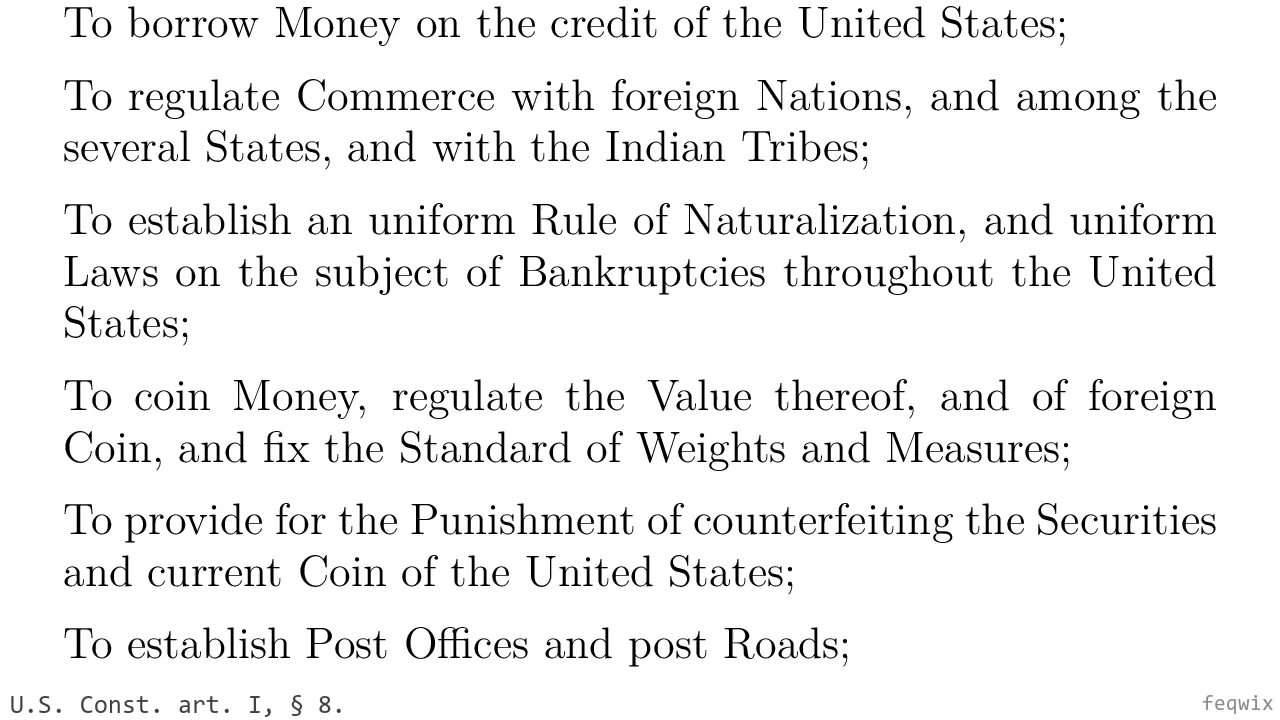 To borrow Money on the credit of the United States;
To regulate Commerce with foreign Nations, and among the
several States, and with the Indian Tribes;
To establish an uniform Rule of Naturalization, and uniform
Laws on the subject of Bankruptcies throughout the United
States;
To coin Money, regulate the Value thereof, and of foreign
Coin, and fix the Standard of Weights and Measures;
To provide for the Punishment of counterfeiting the Securities
and current Coin of the United States;
To establish Post Offices and post Roads;
U.S. Const. art. I, § 8.
feqwix